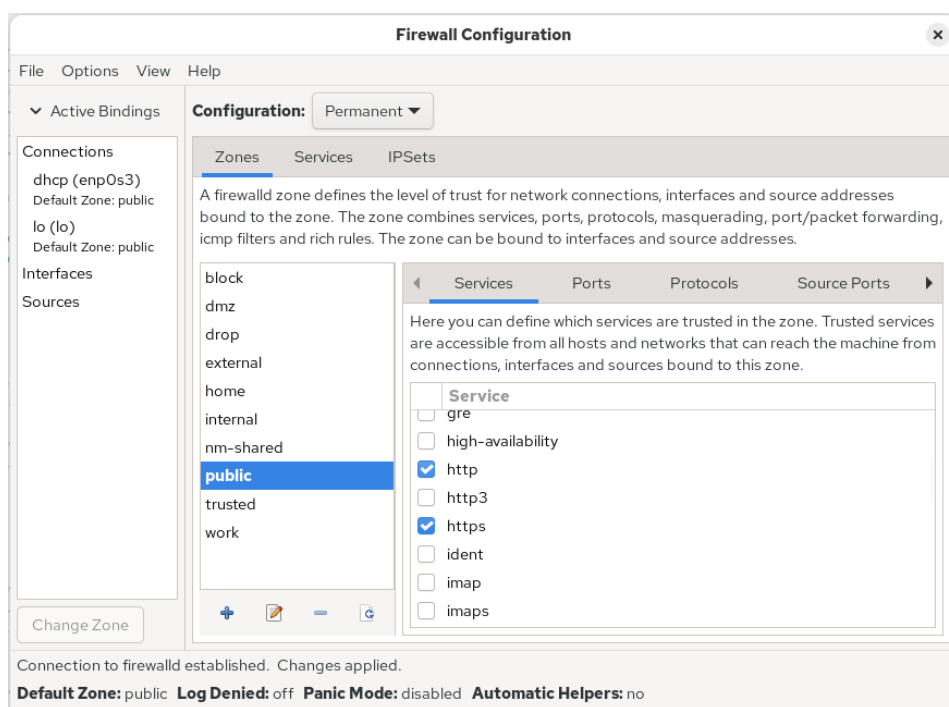 Firewall Configuration
File Options View Help
Active Bindings
Configuration: Permanent
Connections
dhcp (enp0s3)
Default Zone: public
lo (lo)
Default Zone: public
Interfaces
Sources
Change Zone
Zones Services IPSets
A firewalld zone defines the level of trust for network connections, interfaces and source addresses
bound to the zone. The zone combines services, ports, protocols, masquerading, port/packet forwarding,
icmp filters and rich rules. The zone can be bound to interfaces and source addresses.
block
dmz
drop
external
home
internal
nm-shared
public
trusted
work
Services Ports Protocols Source Ports
Here you can define which services are trusted in the zone. Trusted services
are accessible from all hosts and networks that can reach the machine from
connections, interfaces and sources bound to this zone.
Service
gre
high-availability
http
http3
https
ident
imap
imaps
Connection to firewalld established. Changes applied.
Default Zone: public Log Denied: off Panic Mode: disabled Automatic Helpers: no